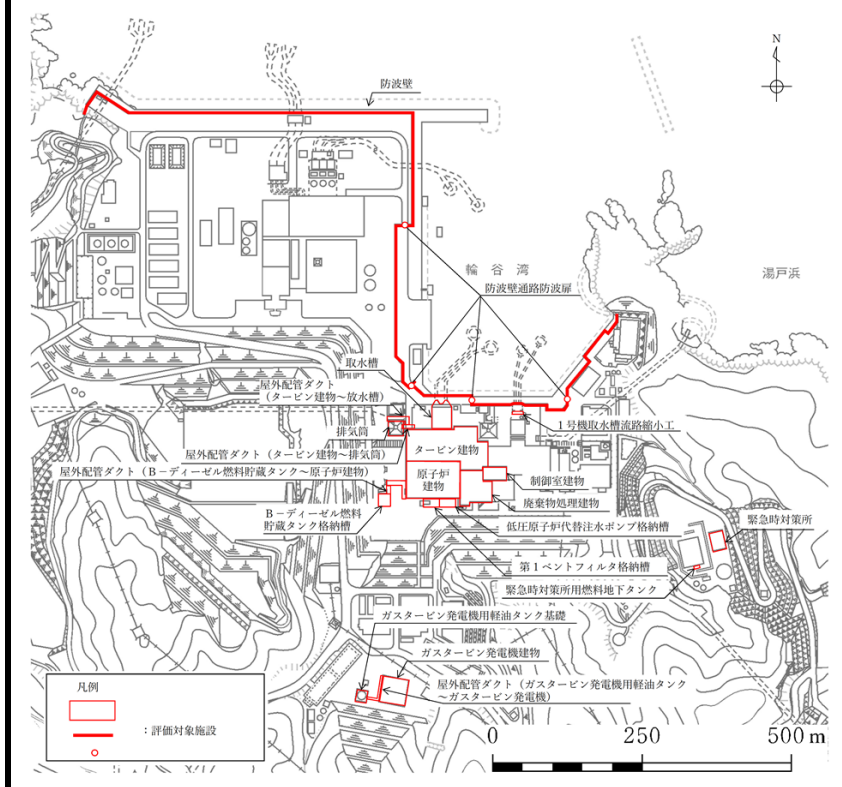 N
防波壁
輪谷湾
湯戸浜
防波壁通路防波扉
取水槽
屋外配管ダクト
（タービン建物～放水槽）
排気筒
1号機取水槽流路縮小工
屋外配管ダクト（タービン建物～排気筒）
タービン建物
屋外配管ダクト（B－ディーゼル燃料貯蔵タンク～原子炉建物）
原子炉
建物
制御室建物
廃棄物処理建物
B－ディーゼル燃料
貯蔵タンク格納槽
低圧原子炉代替注水ポンプ格納槽
緊急時対策所
第1ベントフィルタ格納槽
緊急時対策所用燃料地下タンク
ガスタービン発電機用軽油タンク基礎
ガスタービン発電機建物
屋外配管ダクト（ガスタービン発電機用軽油タンク
～ガスタービン発電機）
凡例
：評価対象施設
0 250 500 m